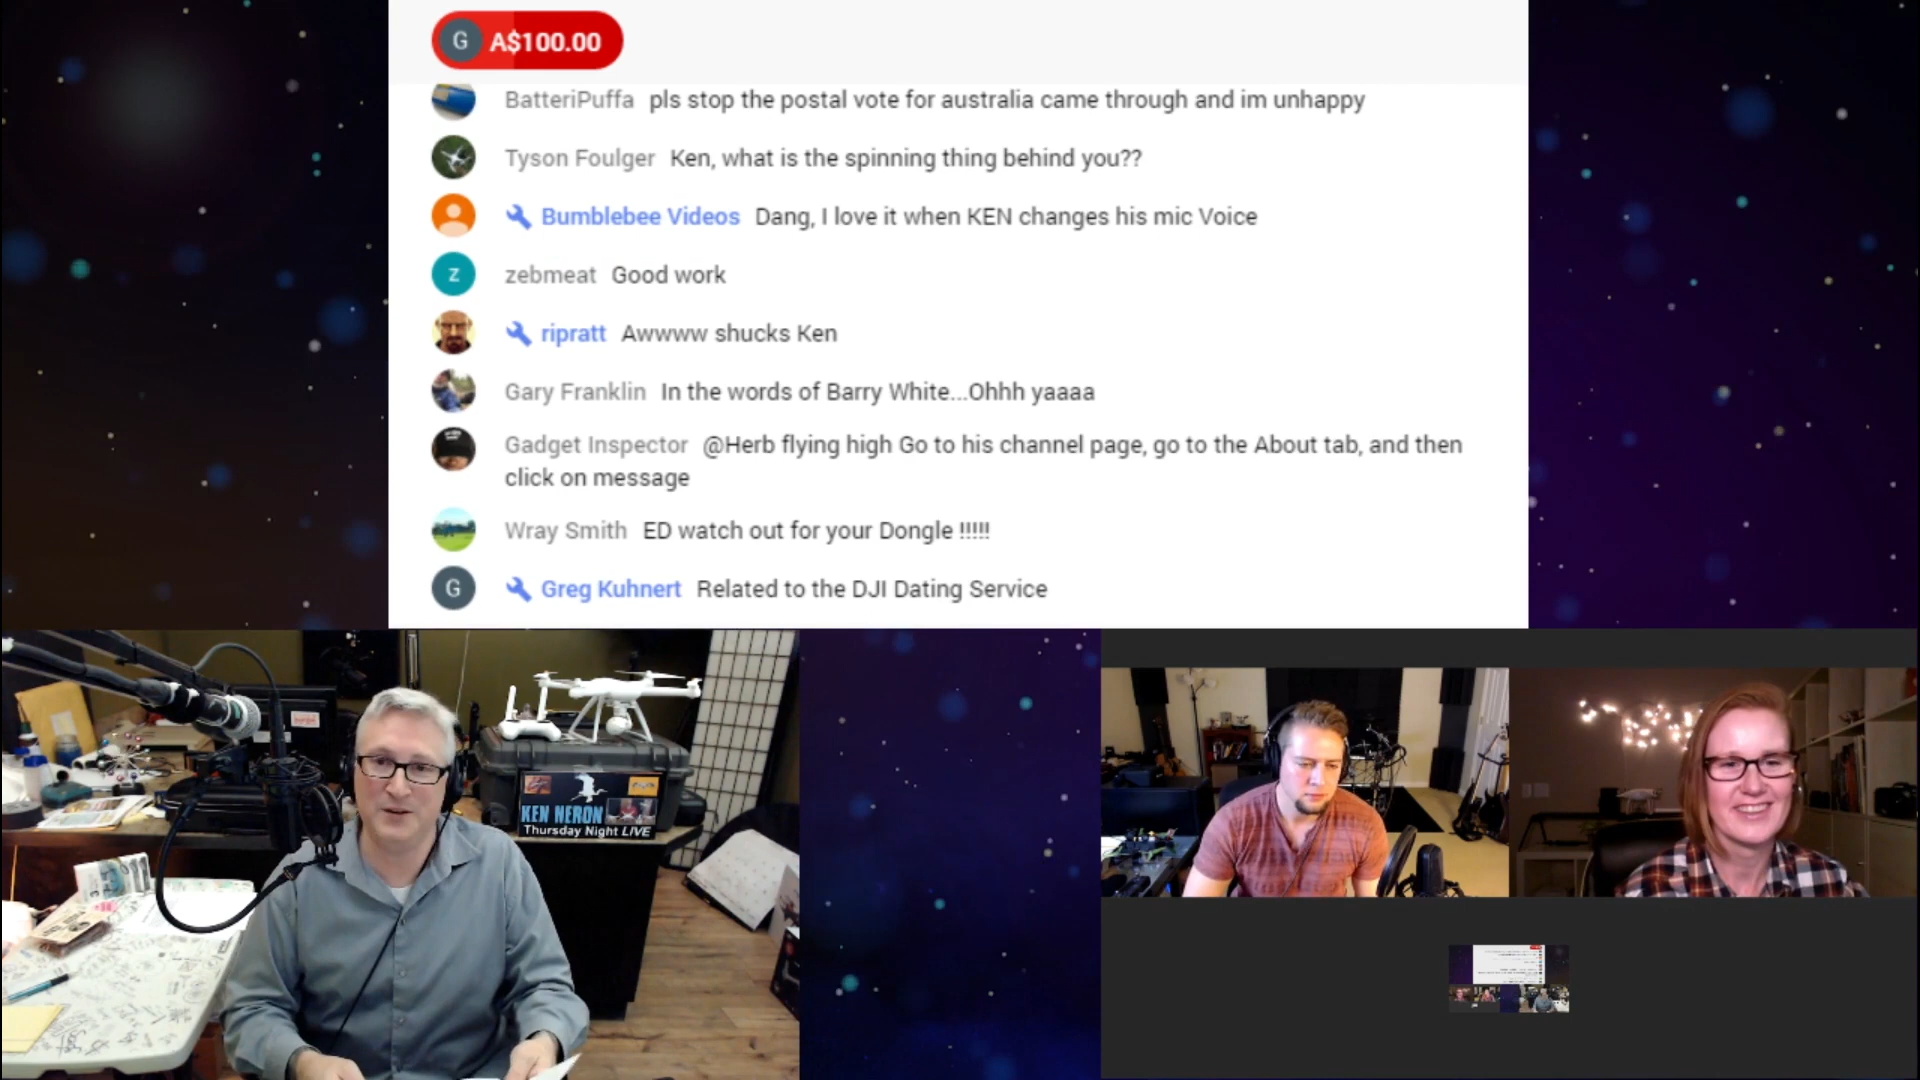 G A$100.00
BatteriPuffa pls stop the postal vote for australia came through and im unhappy
Tyson Foulger Ken, what is the spinning thing behind you??
Bumblebee Videos Dang, I love it when KEN changes his mic Voice
z zebmeat Good work
ripratt Awwww shucks Ken
Gary Franklin In the words of Barry White...Ohhh yaaaa
Gadget Inspector @Herb flying high Go to his channel page, go to the About tab, and then
click on message
Wray Smith ED watch out for your Dongle !!!!!
G Greg Kuhnert Related to the DJI Dating Service
KEN HERON
Thursday Night LIVE